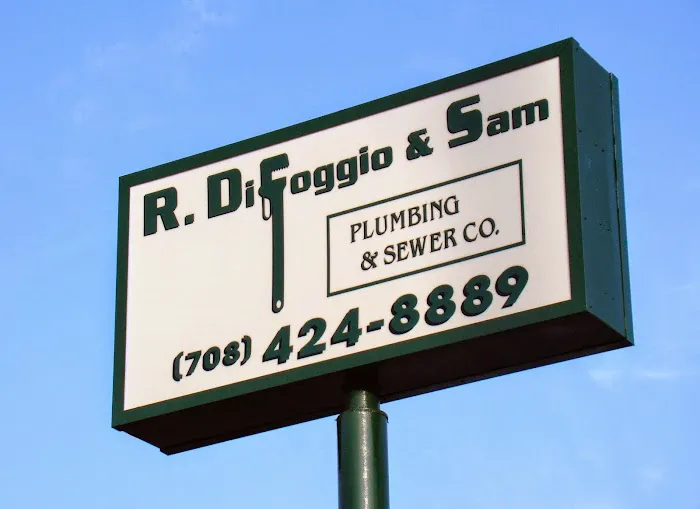 R. DiFoggio & Sam
PLUMBING
& SEWER CO.
(708) 424-8889